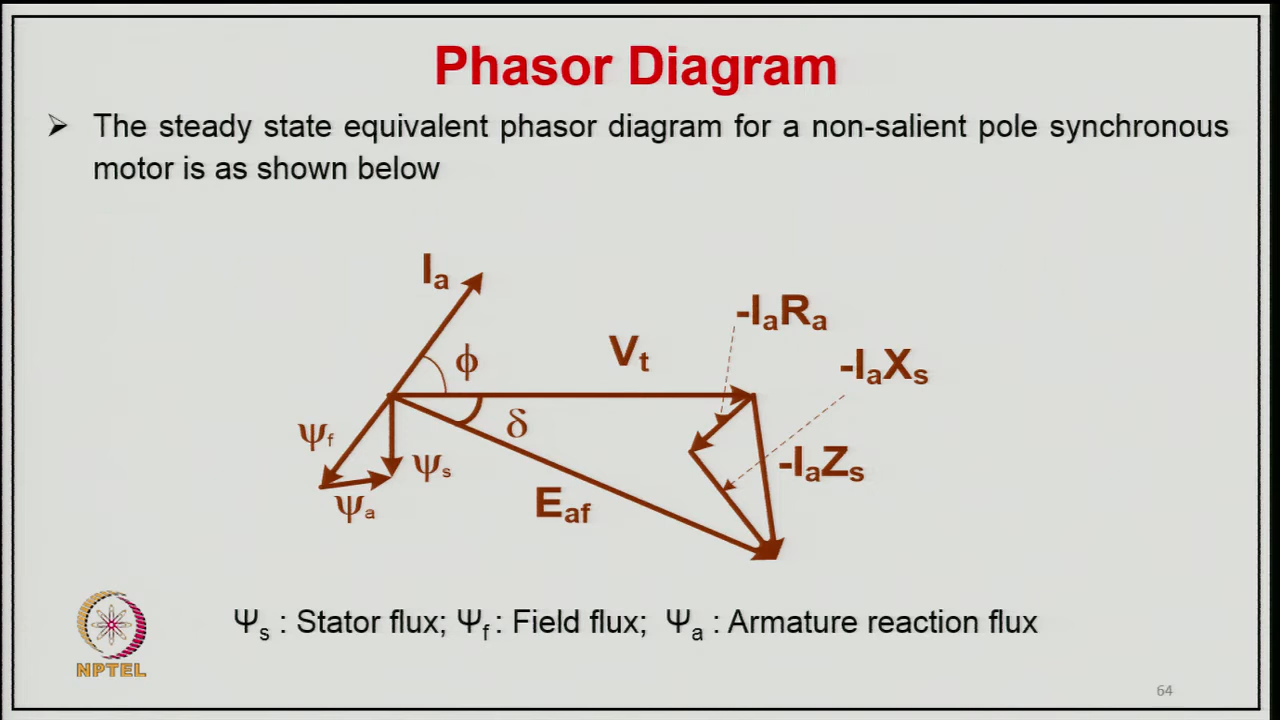 Phasor Diagram
➢ The steady state equivalent phasor diagram for a non-salient pole synchronous
motor is as shown below
Ia
-IaRa
ϕ
Vt
-IaXs
δ
ψf
ψs
-IaZs
ψa
Eaf
Ψs : Stator flux; Ψf : Field flux; Ψa : Armature reaction flux
NPTEL
64